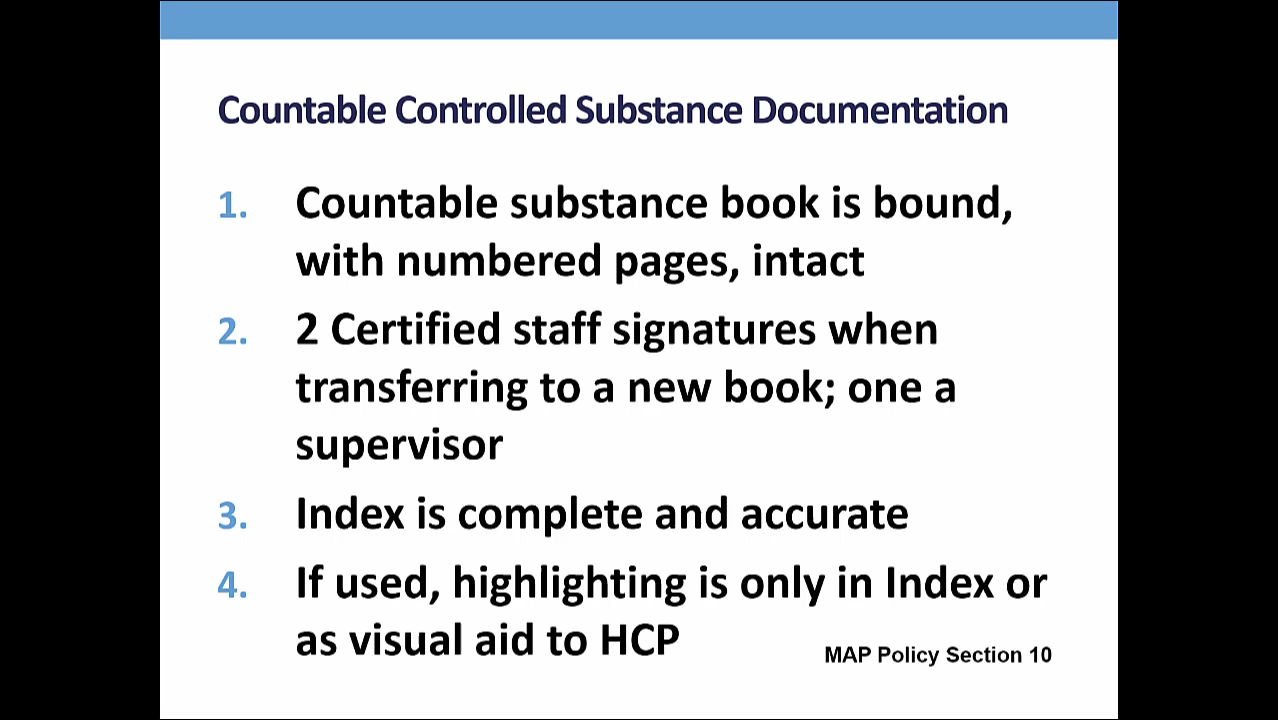 Countable Controlled Substance Documentation
1. Countable substance book is bound,
with numbered pages, intact
2. 2 Certified staff signatures when
transferring to a new book; one a
supervisor
3. Index is complete and accurate
4. If used, highlighting is only in Index or
as visual aid to HCP
MAP Policy Section 10